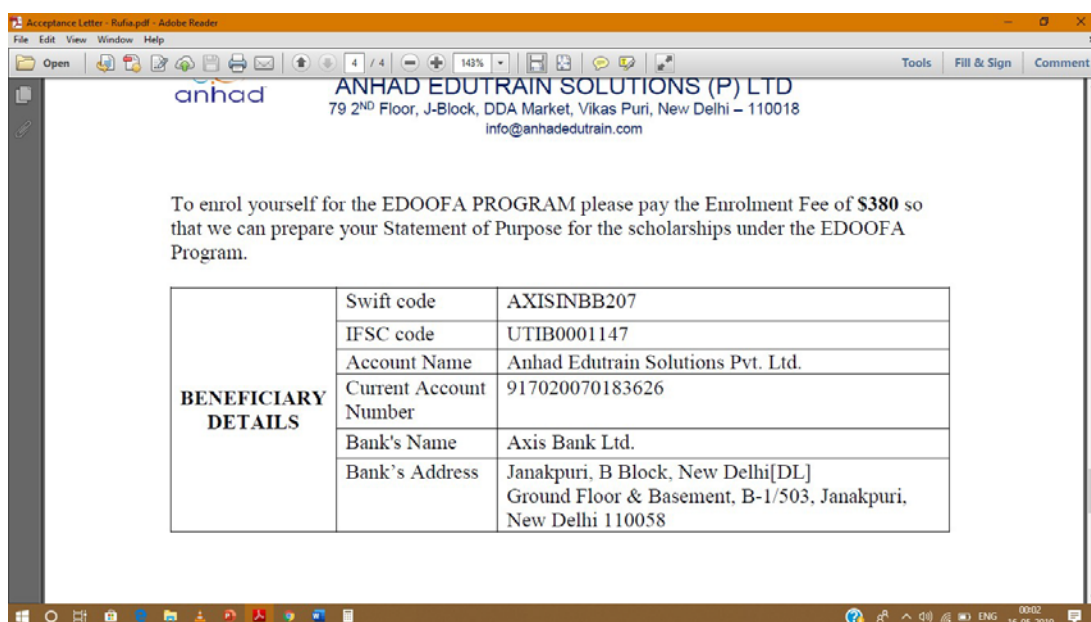 Acceptance Letter - Rufia.pdf - Adobe Reader
File Edit View Window Help
Open 4 / 4 143% Tools Fill & Sign Comment
anhad
ANHAD EDUTRAIN SOLUTIONS (P) LTD
79 2ND Floor, J-Block, DDA Market, Vikas Puri, New Delhi – 110018
info@anhadedutrain.com
To enrol yourself for the EDOOFA PROGRAM please pay the Enrolment Fee of $380 so
that we can prepare your Statement of Purpose for the scholarships under the EDOOFA
Program.
BENEFICIARY
DETAILS
Swift code AXISINBB207
IFSC code UTIB0001147
Account Name Anhad Edutrain Solutions Pvt. Ltd.
Current Account 917020070183626
Number
Bank's Name Axis Bank Ltd.
Bank’s Address Janakpuri, B Block, New Delhi[DL]
Ground Floor & Basement, B-1/503, Janakpuri,
New Delhi 110058
ENG 00:02